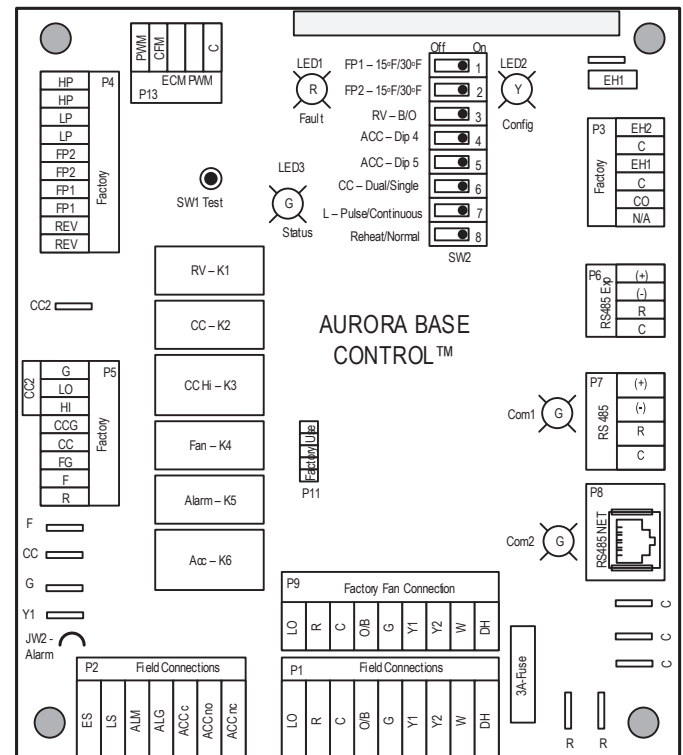 PWM
CFM
C
ECM PWM
P13
Off On
LED1
R
Fault
FP1 – 15oF/30oF 1
FP2 – 15oF/30oF 2
RV – B/O 3
ACC – Dip 4 4
ACC – Dip 5 5
CC – Dual/Single 6
L – Pulse/Continuous 7
Reheat/Normal 8
SW2
LED2
Y
Config
EH1
HP
HP
LP
LP
FP2
FP2
FP1
FP1
REV
REV
P4
Factory
SW1 Test
LED3
G
Status
P3
Factory
EH2
C
EH1
C
CO
N/A
CC2
RV – K1
CC – K2
CC Hi – K3
Fan – K4
Alarm – K5
Acc – K6
AURORA BASE
CONTROL™
P6
RS485 Exp
(+)
(-)
R
C
CC2
G
LO
HI
CCG
CC
FG
F
R
P5
Factory
Factory Use
P11
Com1
G
P7
RS 485
(+)
(-)
R
C
Com2
G
P8
RS485 NET
F
CC
G
Y1
JW2 -
Alarm
P9 Factory Fan Connection
LO R C O/B G Y1 Y2 W DH
P2 Field Connections
ES LS ALM ALG ACC c ACC no ACC nc
P1 Field Connections
LO R C O/B G Y1 Y2 W DH
3A-Fuse
C
C
C
R R